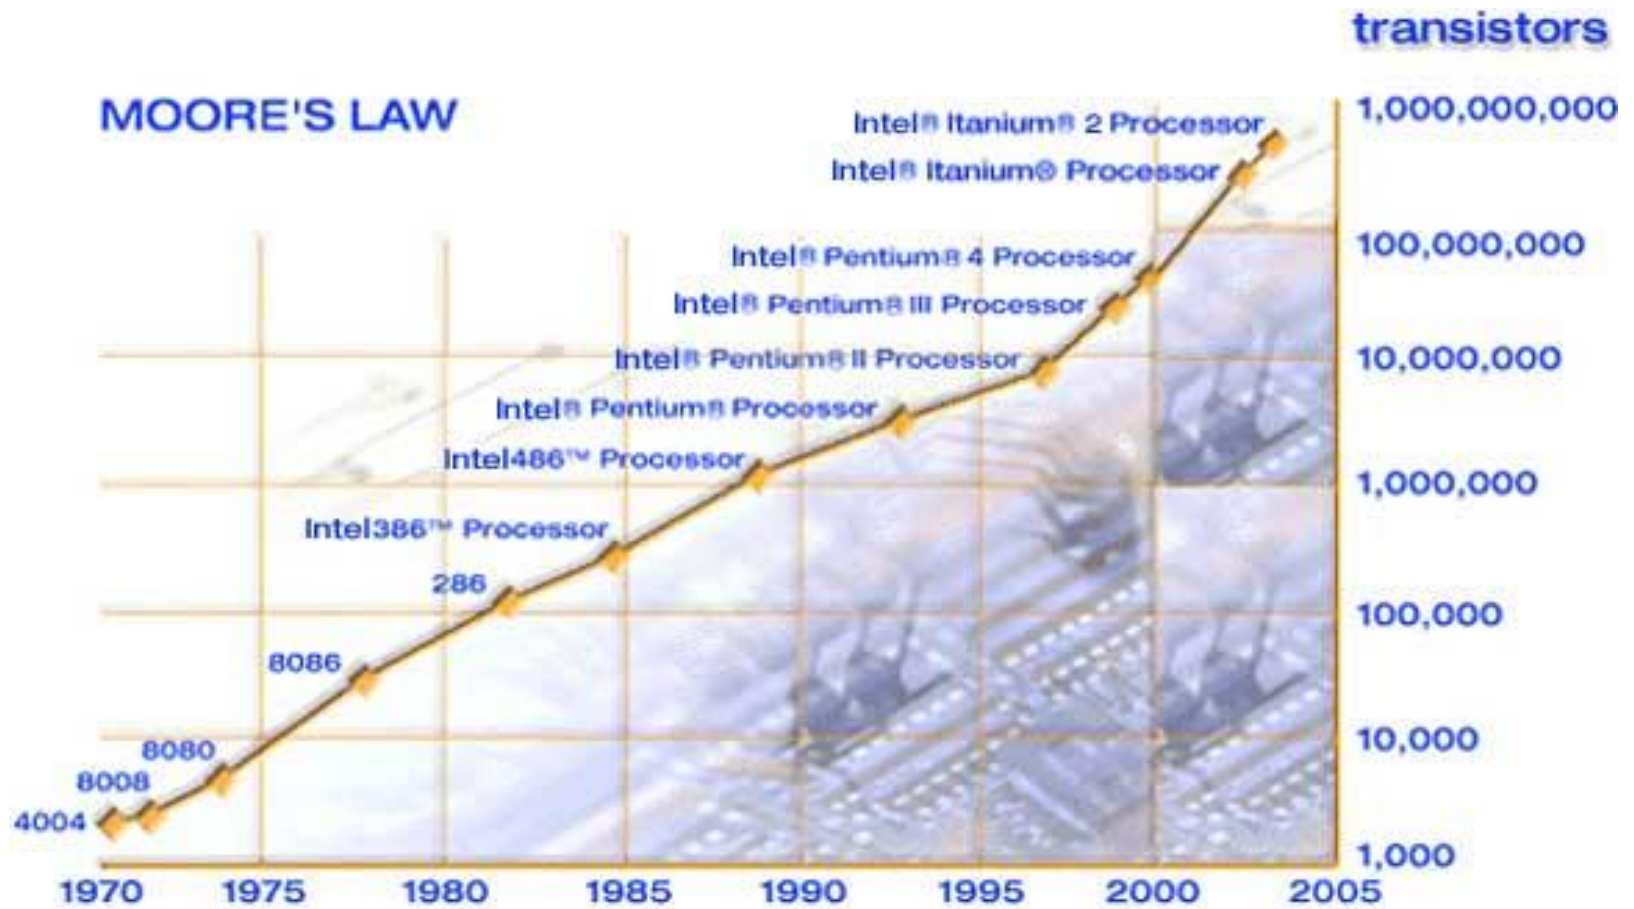 transistors
MOORE'S LAW
1,000,000,000
Intel® Itanium® 2 Processor
Intel® Itanium® Processor
100,000,000
Intel® Pentium® 4 Processor
Intel® Pentium® III Processor
10,000,000
Intel® Pentium® II Processor
Intel® Pentium® Processor
Intel486™ Processor
1,000,000
Intel386™ Processor
286
100,000
8086
8080
10,000
8008
4004
1,000
1970 1975 1980 1985 1990 1995 2000 2005